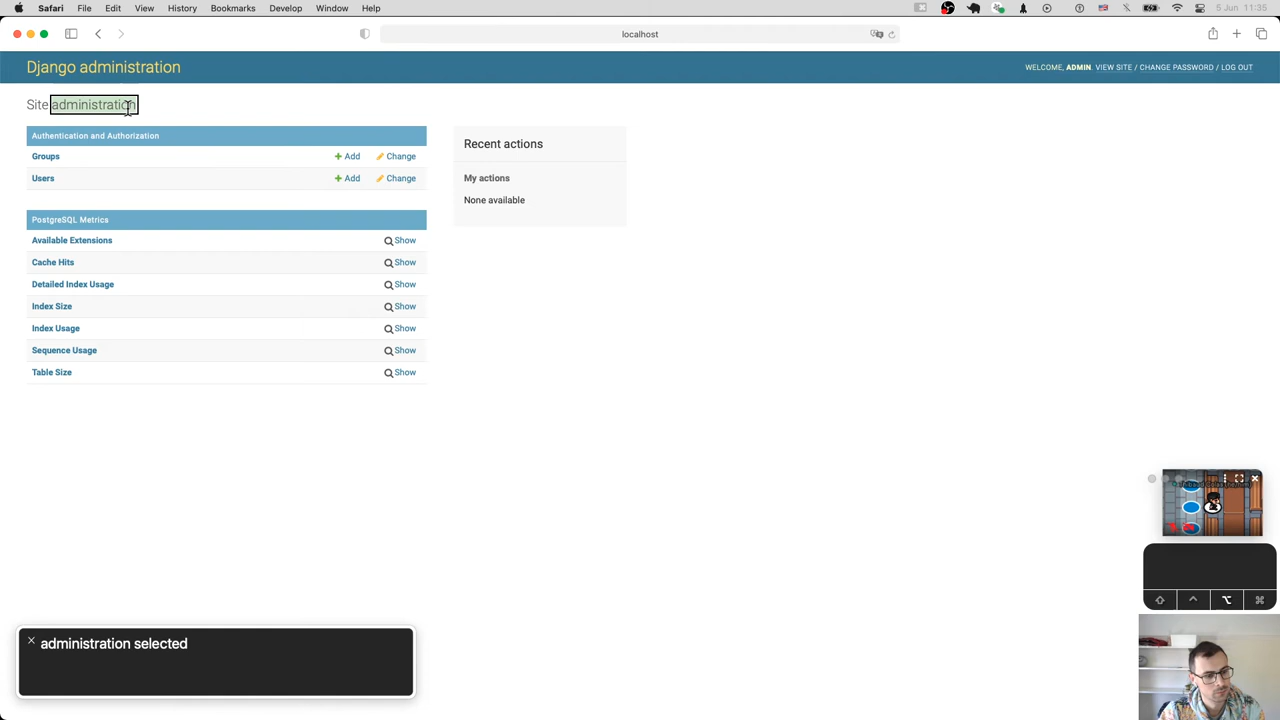 Safari File Edit View History Bookmarks Develop Window Help
5 Jun 11:35
localhost
Django administration
WELCOME, ADMIN. VIEW SITE / CHANGE PASSWORD / LOG OUT
Site administration
Authentication and Authorization
Groups Add Change
Users Add Change
PostgreSQL Metrics
Available Extensions Show
Cache Hits Show
Detailed Index Usage Show
Index Size Show
Index Usage Show
Sequence Usage Show
Table Size Show
Recent actions
My actions
None available
administration selected